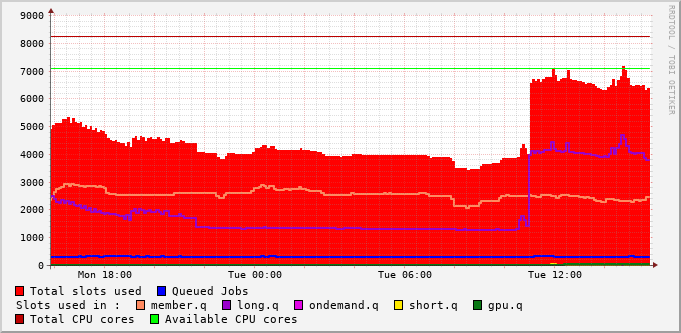 9000
8000
7000
6000
5000
4000
3000
2000
1000
0
Mon 18:00 Tue 00:00 Tue 06:00 Tue 12:00
RRDTOOL / TOBI OETIKER
Total slots used Queued Jobs
Slots used in : member.q long.q ondemand.q short.q gpu.q
Total CPU cores Available CPU cores